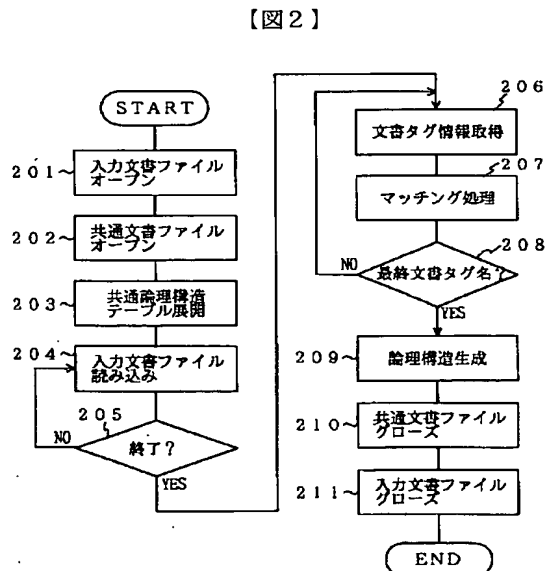 【図２】
START
201
入力文書ファイル
オープン
202
共通文書ファイル
オープン
203
共通論理構造
テーブル展開
204
入力文書ファイル
読み込み
205
終了？
NO
YES
206
文書タグ情報取得
207
マッチング処理
208
最終文書タグ名？
NO
YES
209
論理構造生成
210
共通文書ファイル
クローズ
211
入力文書ファイル
クローズ
END